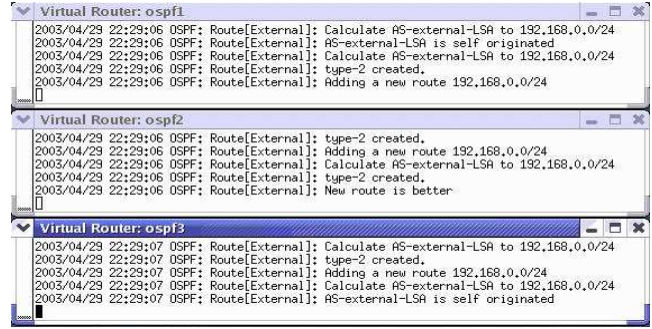 Virtual Router: ospf1
2003/04/29 22:29:06 OSPF: Route[External]: Calculate AS-external-LSA to 192.168.0.0/24
2003/04/29 22:29:06 OSPF: Route[External]: AS-external-LSA is self originated
2003/04/29 22:29:06 OSPF: Route[External]: Calculate AS-external-LSA to 192.168.0.0/24
2003/04/29 22:29:06 OSPF: Route[External]: type-2 created.
2003/04/29 22:29:06 OSPF: Route[External]: Adding a new route 192.168.0.0/24
Virtual Router: ospf2
2003/04/29 22:29:06 OSPF: Route[External]: type-2 created.
2003/04/29 22:29:06 OSPF: Route[External]: Adding a new route 192.168.0.0/24
2003/04/29 22:29:06 OSPF: Route[External]: Calculate AS-external-LSA to 192.168.0.0/24
2003/04/29 22:29:06 OSPF: Route[External]: type-2 created.
2003/04/29 22:29:06 OSPF: Route[External]: New route is better
Virtual Router: ospf3
2003/04/29 22:29:07 OSPF: Route[External]: Calculate AS-external-LSA to 192.168.0.0/24
2003/04/29 22:29:07 OSPF: Route[External]: type-2 created.
2003/04/29 22:29:07 OSPF: Route[External]: Adding a new route 192.168.0.0/24
2003/04/29 22:29:07 OSPF: Route[External]: Calculate AS-external-LSA to 192.168.0.0/24
2003/04/29 22:29:07 OSPF: Route[External]: AS-external-LSA is self originated